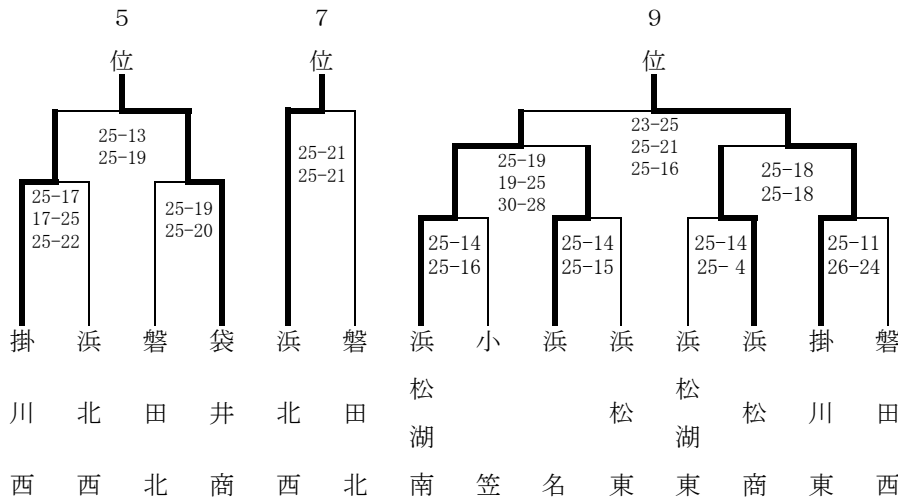 5
位
7
位
9
位
25-13
25-19
25-17
17-25
25-22
25-19
25-20
25-21
25-21
23-25
25-21
25-16
25-19
19-25
30-28
25-18
25-18
25-14
25-16
25-14
25-15
25-14
25- 4
25-11
26-24
掛川西
浜北西
磐田北
袋井商
浜北西
磐田北
浜松湖南
小笠
浜名
浜松東
浜松湖東
浜松商
掛川東
磐田西